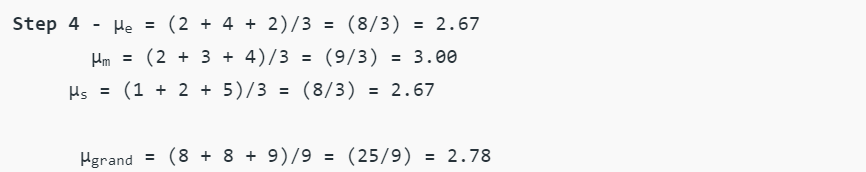 Step 4 - μₑ = (2 + 4 + 2)/3 = (8/3) = 2.67
μₘ = (2 + 3 + 4)/3 = (9/3) = 3.00
μₛ = (1 + 2 + 5)/3 = (8/3) = 2.67
μgrand = (8 + 8 + 9)/9 = (25/9) = 2.78